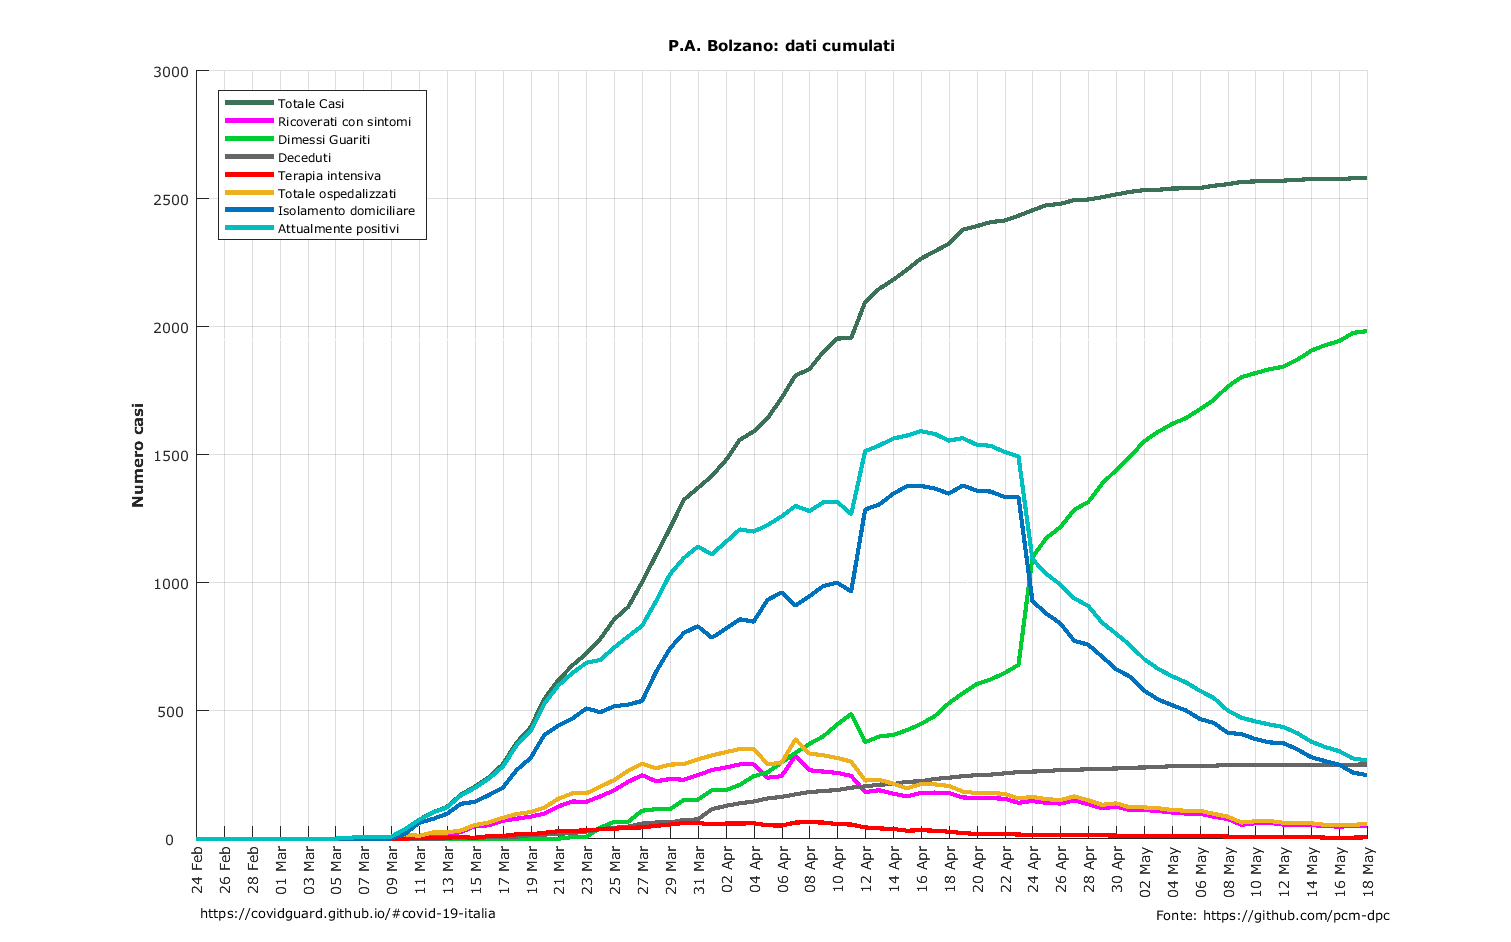 P.A. Bolzano: dati cumulati
3000
2500
2000
1500
1000
500
0
Numero casi
Totale Casi
Ricoverati con sintomi
Dimessi Guariti
Deceduti
Terapia intensiva
Totale ospedalizzati
Isolamento domiciliare
Attualmente positivi
24 Feb
26 Feb
28 Feb
01 Mar
03 Mar
05 Mar
07 Mar
09 Mar
11 Mar
13 Mar
15 Mar
17 Mar
19 Mar
21 Mar
23 Mar
25 Mar
27 Mar
29 Mar
31 Mar
02 Apr
04 Apr
06 Apr
08 Apr
10 Apr
12 Apr
14 Apr
16 Apr
18 Apr
20 Apr
22 Apr
24 Apr
26 Apr
28 Apr
30 Apr
02 May
04 May
06 May
08 May
10 May
12 May
14 May
16 May
18 May
https://covidguard.github.io/#covid-19-italia
Fonte: https://github.com/pcm-dpc